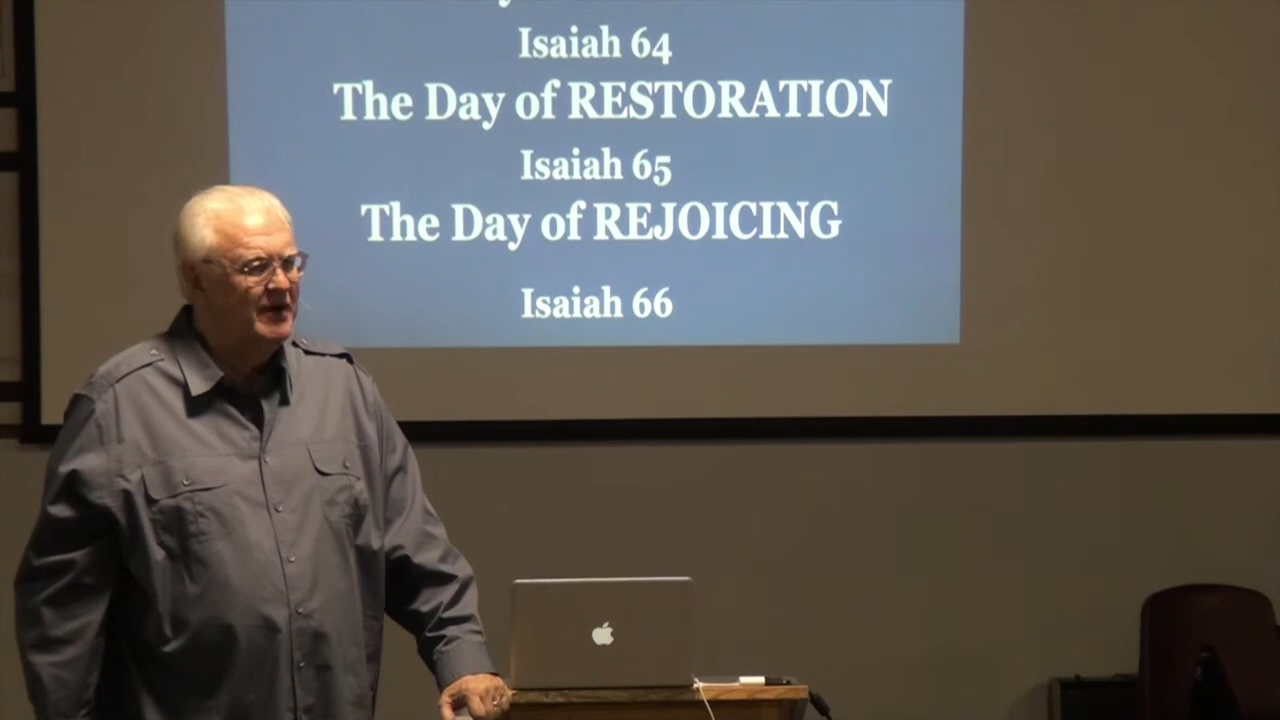 Isaiah 64
The Day of RESTORATION
Isaiah 65
The Day of REJOICING
Isaiah 66